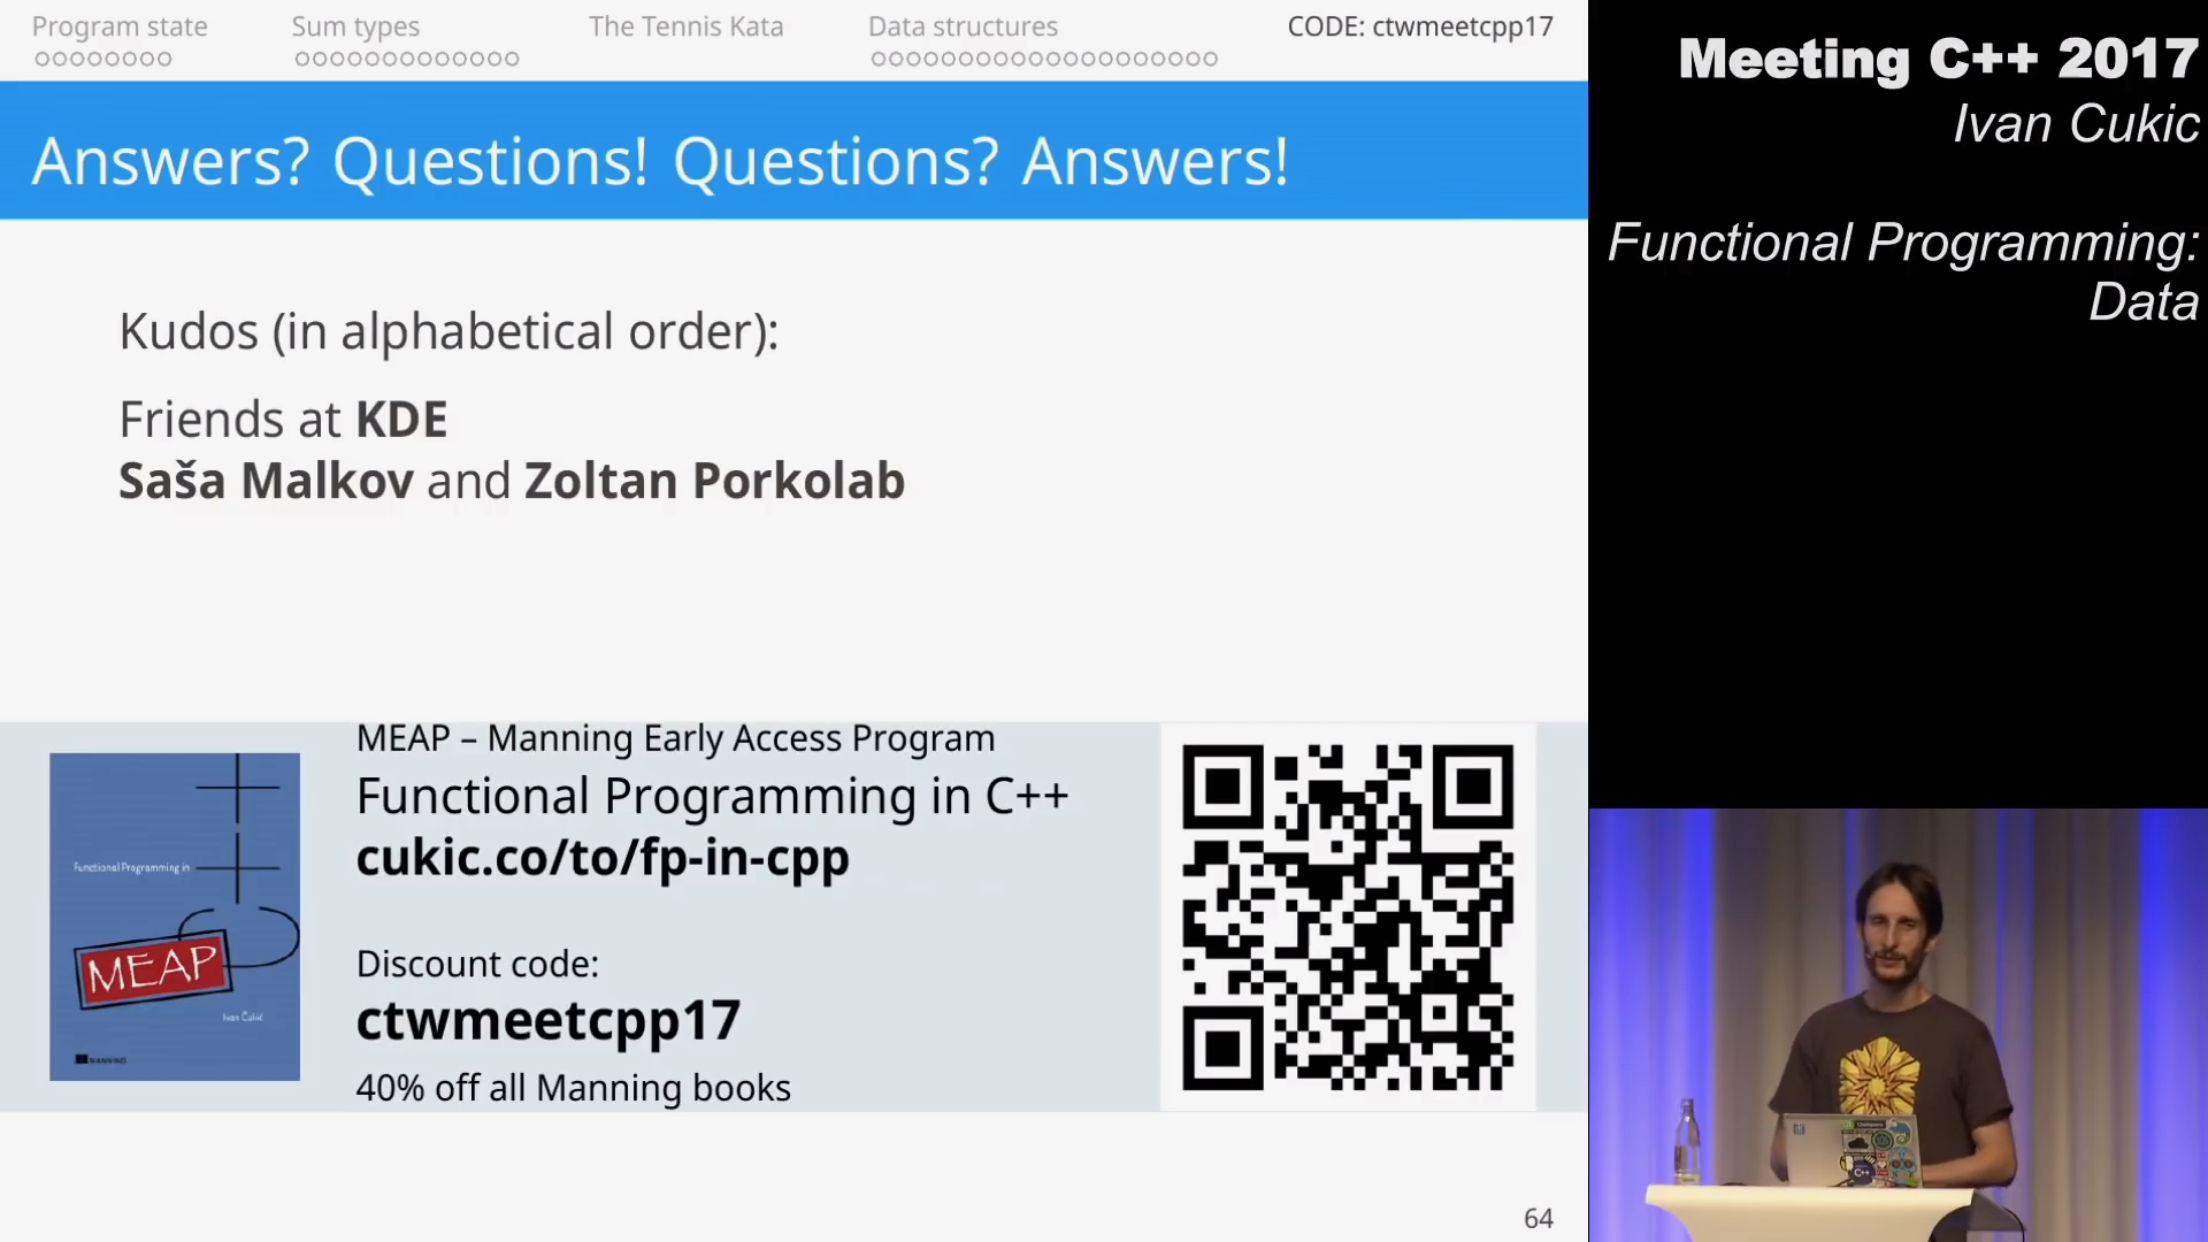 Program state
Sum types
The Tennis Kata
Data structures
CODE: ctwmeetcpp17
Answers? Questions! Questions? Answers!
Kudos (in alphabetical order):
Friends at KDE
Saša Malkov and Zoltan Porkolab
MEAP – Manning Early Access Program
Functional Programming in C++
cukic.co/to/fp-in-cpp
Discount code:
ctwmeetcpp17
40% off all Manning books
Functional Programming in
C++
MEAP
Ivan Čukić
MANNING
64
Meeting C++ 2017
Ivan Cukic
Functional Programming:
Data
C++